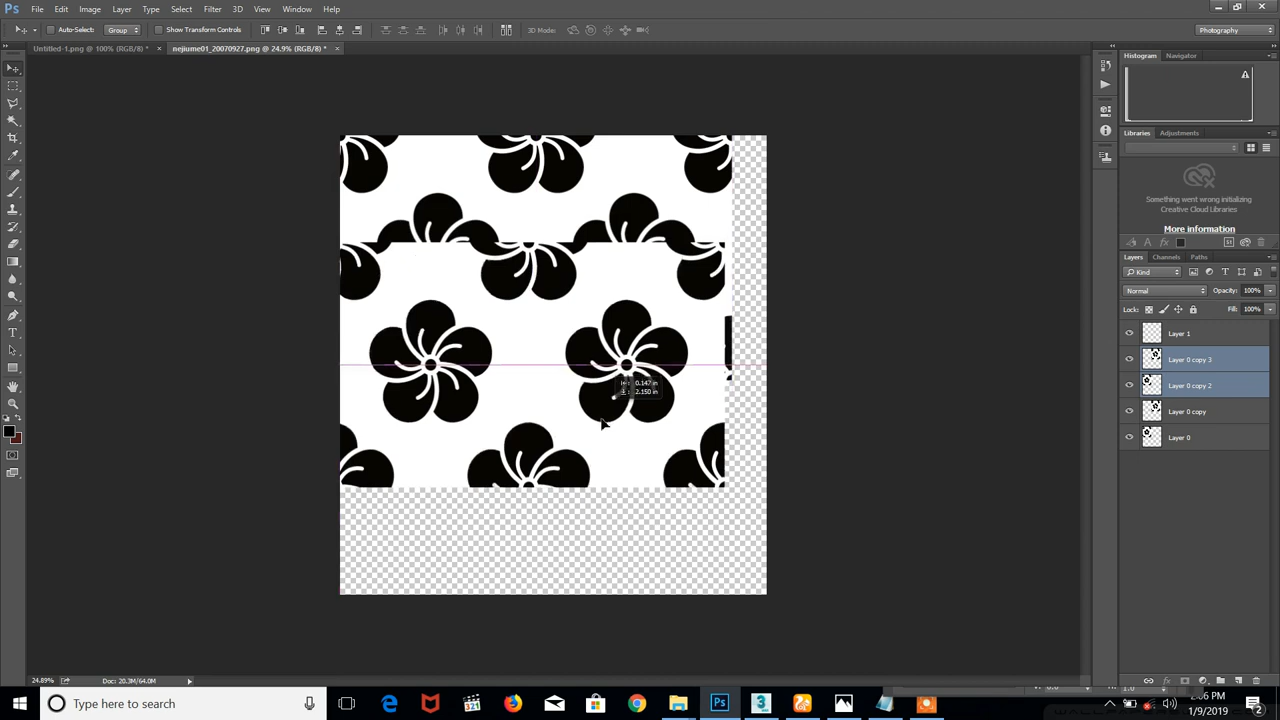 Ps File Edit Image Layer Type Select Filter 3D View Window Help
Auto-Select: Group Show Transform Controls 3D Mode: Photography
Untitled-1.png @ 100% (RGB/8) * × nejiume01_20070927.png @ 24.9% (RGB/8) * ×
Histogram Navigator
Libraries Adjustments
Something went wrong initializing
Creative Cloud Libraries
More information
Layers Channels Paths
Kind
Normal Opacity: 100%
Lock: Fill: 100%
Layer 1
Layer 0 copy 3
Layer 0 copy 2
Layer 0 copy
Layer 0
0.147 in
2.150 in
24.89% Doc: 20.3M/64.0M
Type here to search
2:06 PM
1/9/2019